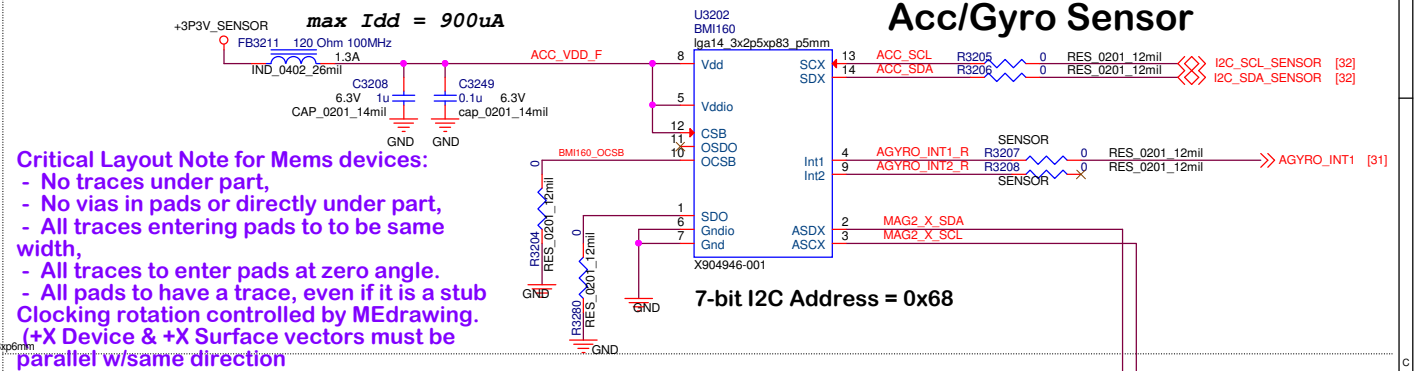 +3P3V_SENSOR
max Idd = 900uA
FB3211 120 Ohm 100MHz
1.3A
IND_0402_26mil
ACC_VDD_F
C3208
6.3V 1u
CAP_0201_14mil
C3249
0.1u 6.3V
cap_0201_14mil
GND
GND
U3202
BMI160
lga14_3x2p5xp83_p5mm
Acc/Gyro Sensor
8 Vdd
5 Vddio
12 CSB
11 OSDO
10 OCSB
BMI160_OCSB
1 SDO
6 Gndio
7 Gnd
SCX 13 ACC_SCL R3205 0 RES_0201_12mil I2C_SCL_SENSOR [32]
SDX 14 ACC_SDA R3206 0 RES_0201_12mil I2C_SDA_SENSOR [32]
SENSOR
Int1 4 AGYRO_INT1_R R3207 0 RES_0201_12mil AGYRO_INT1 [31]
Int2 9 AGYRO_INT2_R R3208 0 RES_0201_12mil
SENSOR
ASDX 2 MAG2_X_SDA
ASCX 3 MAG2_X_SCL
X904946-001
7-bit I2C Address = 0x68
R3204
0
RES_0201_12mil
GND
R3280
0
RES_0201_12mil
GND
GND
Critical Layout Note for Mems devices:
- No traces under part,
- No vias in pads or directly under part,
- All traces entering pads to to be same
width,
- All traces to enter pads at zero angle.
- All pads to have a trace, even if it is a stub
Clocking rotation controlled by MEdrawing.
(+X Device & +X Surface vectors must be
parallel w/same direction
C